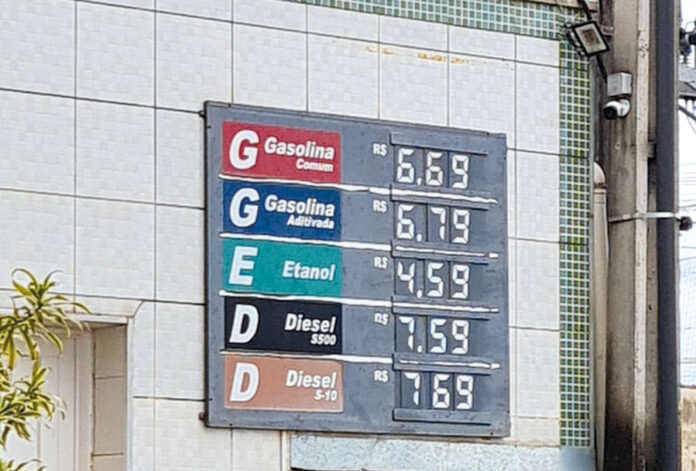 G Gasolina Comum R$ 6.69
G Gasolina Aditivada R$ 6.79
E Etanol R$ 4.59
D Diesel S500 R$ 7.59
D Diesel S-10 R$ 7.69